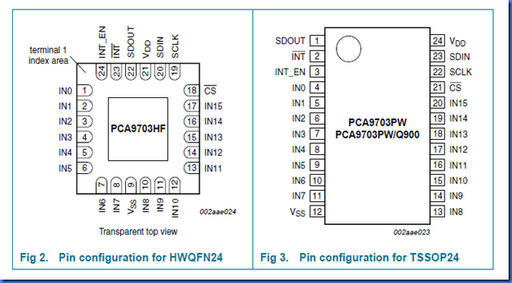 INT_EN
INT
SDOUT
VDD
SDIN
SCLK
terminal 1
index area
24 23 22 21 20 19
IN0 1 18 CS
IN1 2 17 IN15
IN2 3 16 IN14
IN3 4 15 IN13
IN4 5 14 IN12
IN5 6 13 IN11
PCA9703HF
7 8 9 10 11 12
IN6
IN7
VSS
IN8
IN9
IN10
002aae024
Transparent top view
Fig 2. Pin configuration for HWQFN24
SDOUT 1 24 VDD
INT 2 23 SDIN
INT_EN 3 22 SCLK
IN0 4 21 CS
IN1 5 20 IN15
IN2 6 19 IN14
IN3 7 18 IN13
IN4 8 17 IN12
IN5 9 16 IN11
IN6 10 15 IN10
IN7 11 14 IN9
VSS 12 13 IN8
PCA9703PW
PCA9703PW/Q900
002aae023
Fig 3. Pin configuration for TSSOP24